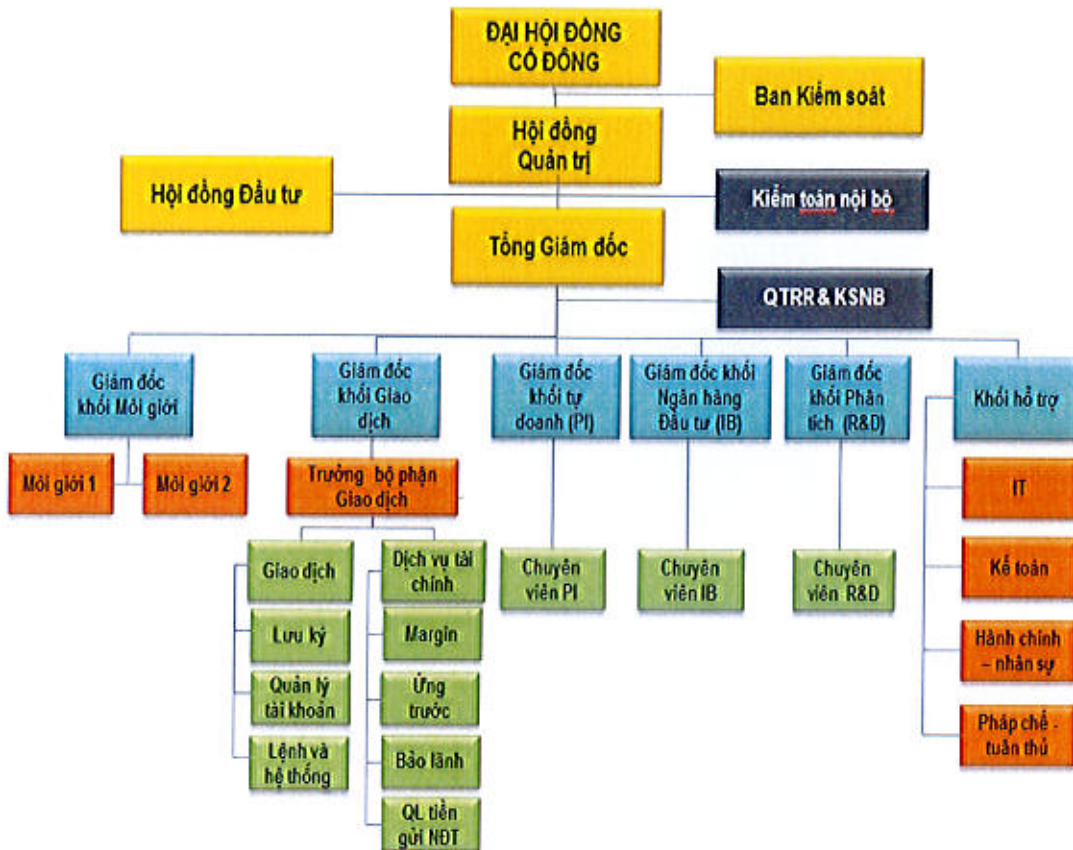 ĐẠI HỘI ĐỒNG
CỔ ĐÔNG
Ban Kiểm soát
Hội đồng
Quản trị
Hội đồng Đầu tư
Kiểm toán nội bộ
Tổng Giám đốc
QTRR & KSNB
Giám đốc
khối Môi giới
Giám đốc
khối Giao
dịch
Giám đốc
khối tự
doanh (PI)
Giám đốc khối
Ngân hàng
Đầu tư (IB)
Giám đốc
khối Phân
tích (R&D)
Khối hỗ trợ
Môi giới 1
Môi giới 2
Trưởng bộ phận
Giao dịch
IT
Giao dịch
Dịch vụ tài
chính
Chuyên
viên PI
Chuyên
viên IB
Chuyên
viên R&D
Kế toán
Lưu ký
Margin
Hành chính
– nhân sự
Quản lý
tài khoản
Ứng
trước
Pháp chế -
tuân thủ
Lệnh và
hệ thống
Bảo lãnh
QL tiền
gửi NĐT